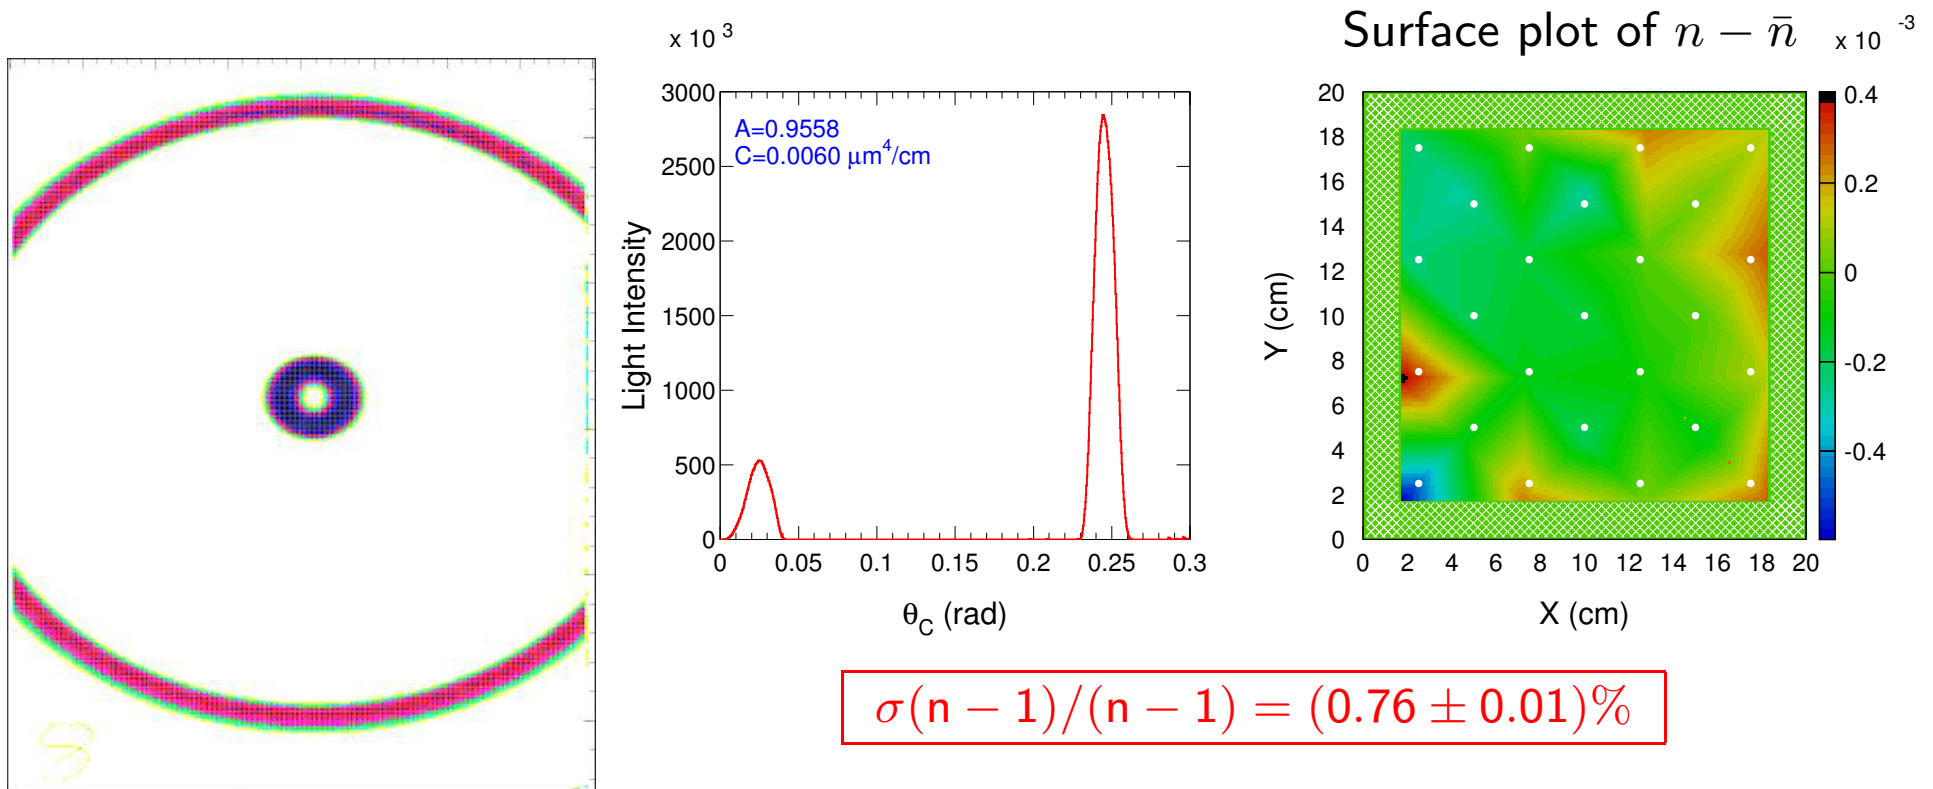 Surface plot of n − n̄
x 10 -3
x 10 3
3000
2500
2000
1500
1000
500
0
Light Intensity
A=0.9558
C=0.0060 μm⁴/cm
0 0.05 0.1 0.15 0.2 0.25 0.3
θ_C (rad)
20
18
16
14
12
10
8
6
4
2
0
Y (cm)
0 2 4 6 8 10 12 14 16 18 20
X (cm)
0.4
0.2
0
-0.2
-0.4
σ(n − 1)/(n − 1) = (0.76 ± 0.01)%